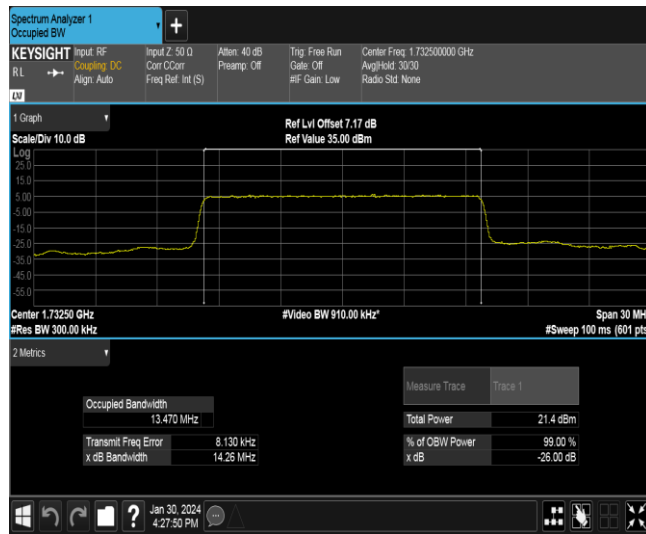 Spectrum Analyzer 1
Occupied BW
+
KEYSIGHT
RL
LXI
Input: RF
Coupling: DC
Align: Auto
Input Z: 50 Ω
Corr CCorr
Freq Ref: Int (S)
Atten: 40 dB
Preamp: Off
Trig: Free Run
Gate: Off
#IF Gain: Low
Center Freq: 1.732500000 GHz
Avg|Hold: 30/30
Radio Std: None
1 Graph
Scale/Div 10.0 dB
Ref Lvl Offset 7.17 dB
Ref Value 35.00 dBm
Log
25.0
15.0
5.00
-5.00
-15.0
-25.0
-35.0
-45.0
-55.0
Center 1.73250 GHz
#Res BW 300.00 kHz
#Video BW 910.00 kHz*
Span 30 MH
#Sweep 100 ms (601 pts
2 Metrics
Measure Trace Trace 1
Occupied Bandwidth
13.470 MHz
Total Power 21.4 dBm
Transmit Freq Error 8.130 kHz
% of OBW Power 99.00 %
x dB Bandwidth 14.26 MHz
x dB -26.00 dB
?
Jan 30, 2024
4:27:50 PM